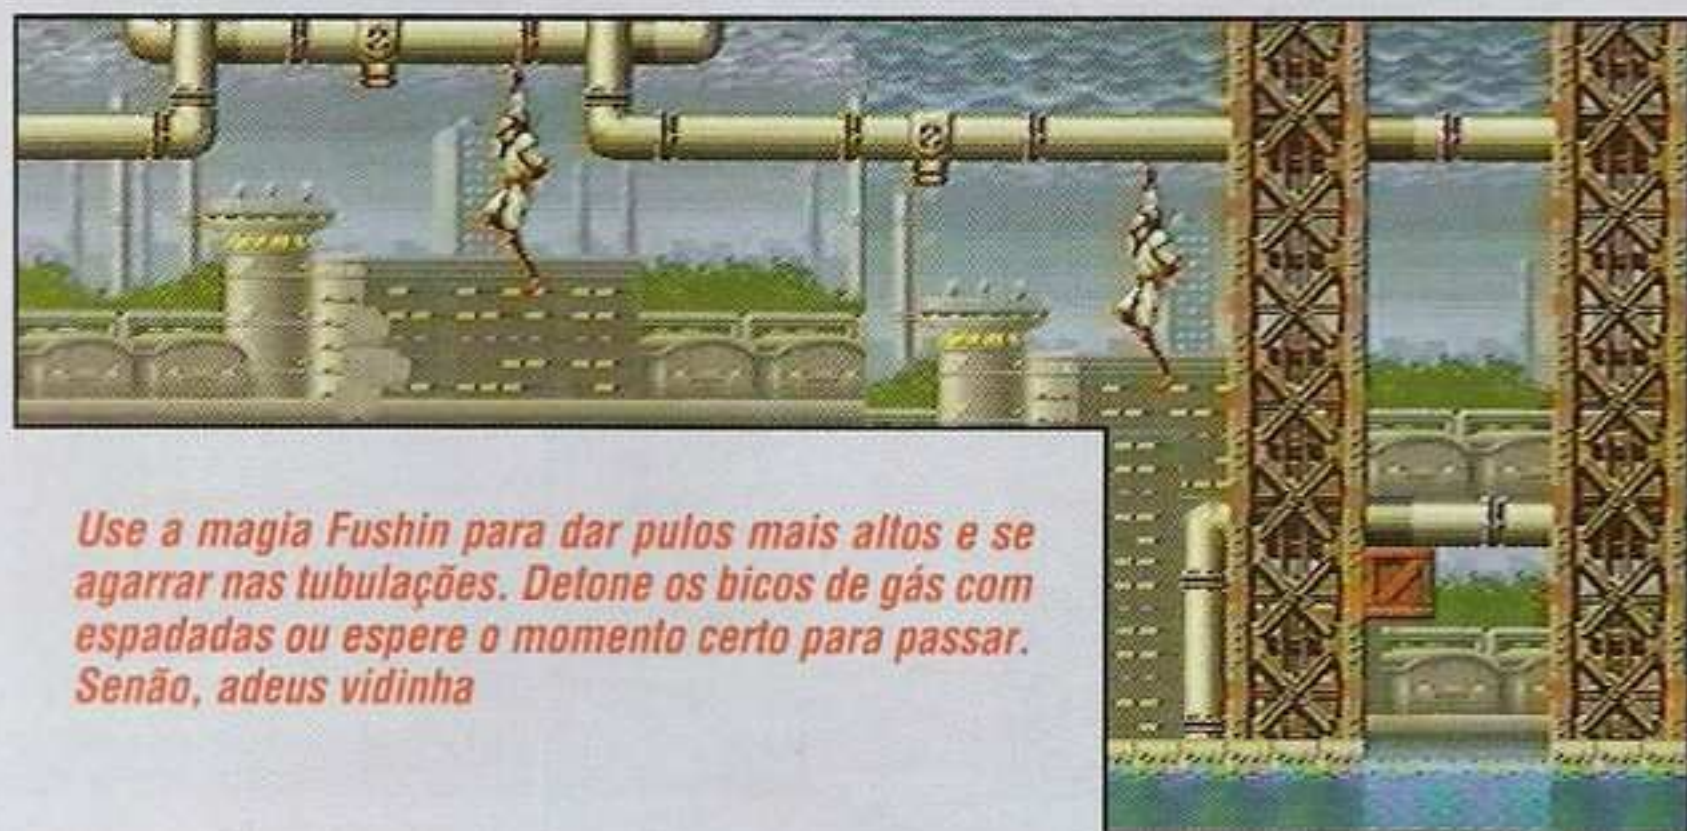 Use a magia Fushin para dar pulos mais altos e se
agarrar nas tubulações. Detone os bicos de gás com
espadadas ou espere o momento certo para passar.
Senão, adeus vidinha